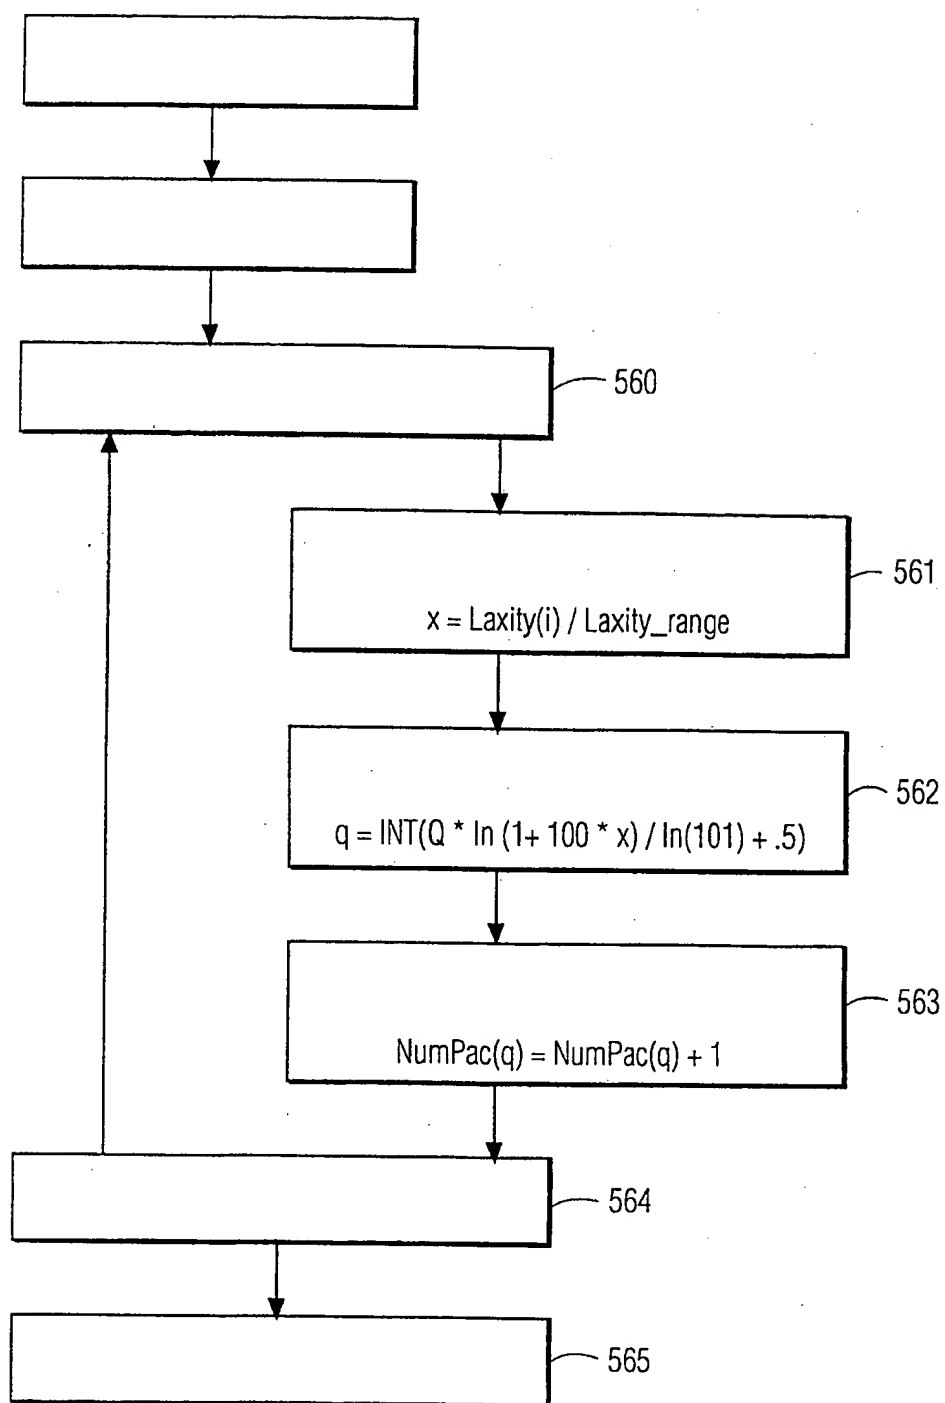 560
561
x = Laxity(i) / Laxity_range
562
q = INT(Q * ln (1+ 100 * x) / ln(101) + .5)
563
NumPac(q) = NumPac(q) + 1
564
565